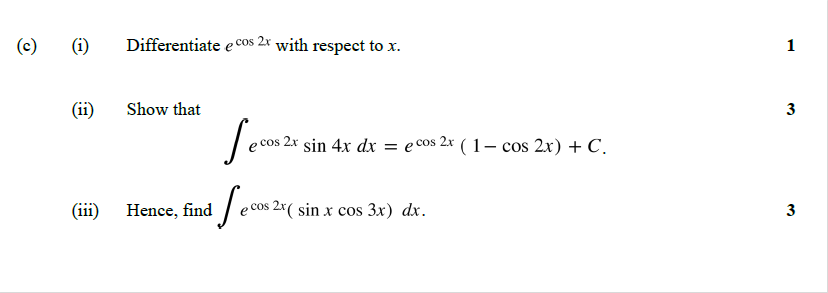 (c) (i) Differentiate e^cos 2x with respect to x. 1
(ii) Show that 3
∫ e^cos 2x sin 4x dx = e^cos 2x ( 1 – cos 2x) + C.
(iii) Hence, find ∫ e^cos 2x( sin x cos 3x) dx. 3